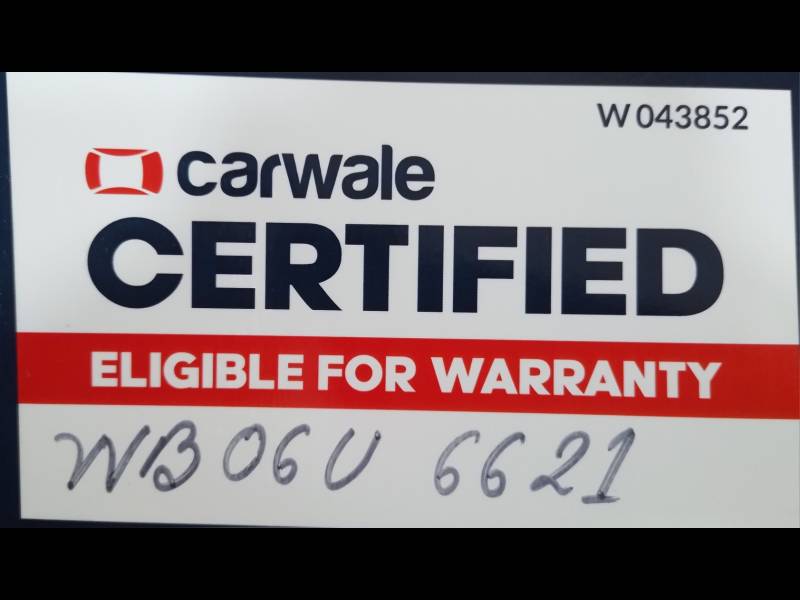 W043852
carwale
CERTIFIED
ELIGIBLE FOR WARRANTY
WB06U 6621